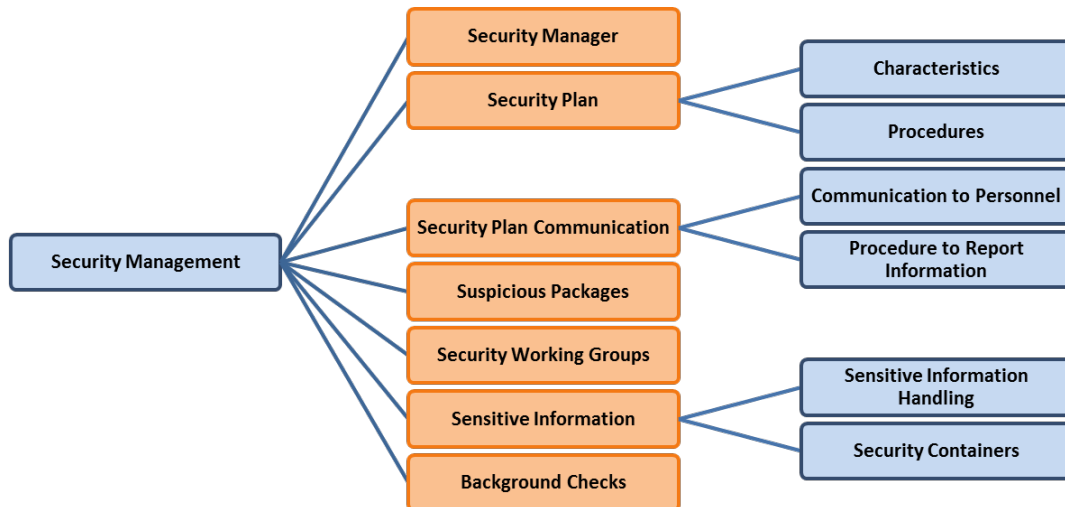 Security Management
Security Manager
Security Plan
Security Plan Communication
Suspicious Packages
Security Working Groups
Sensitive Information
Background Checks
Characteristics
Procedures
Communication to Personnel
Procedure to Report
Information
Sensitive Information
Handling
Security Containers